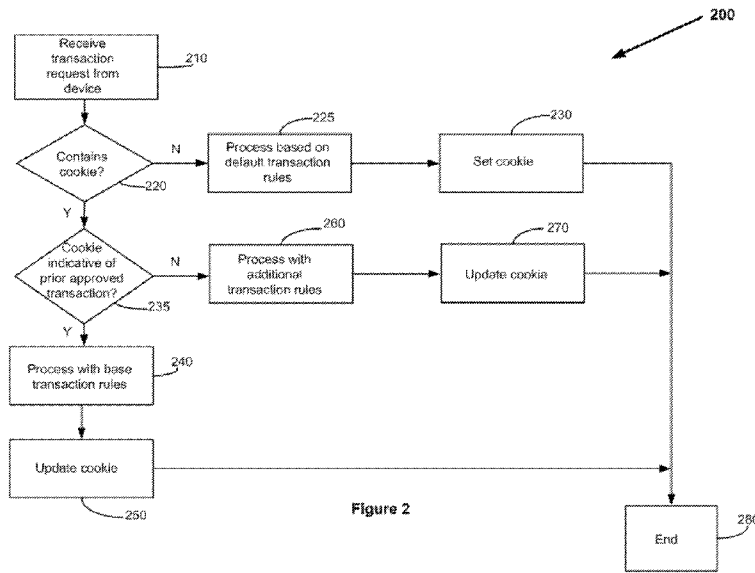 200
Receive
transaction
request from
device
210
Contains
cookie?
220
N
Y
Process based on
default transaction
rules
225
Set cookie
230
Cookie
indicative of
prior approved
transaction?
235
N
Y
Process with
additional
transaction rules
260
Update cookie
270
Process with base
transaction rules
240
Update cookie
250
Figure 2
End
280